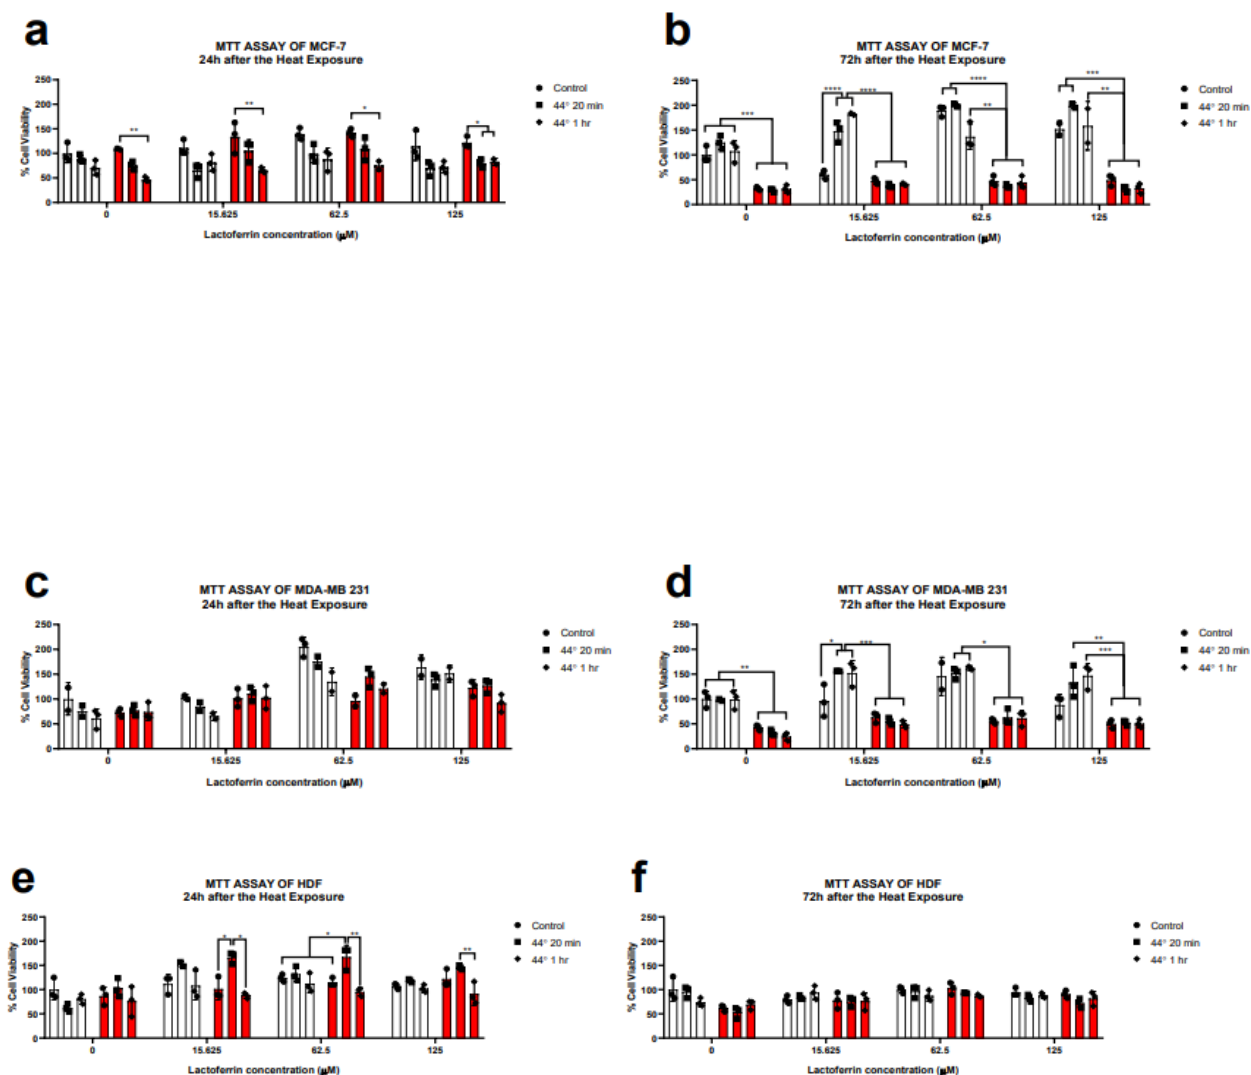 a
MTT ASSAY OF MCF-7
24h after the Heat Exposure
% Cell Viability
250
200
150
100
50
0
** ** * *
0 15.625 62.5 125
Lactoferrin concentration (μM)
Control
44° 20 min
44° 1 hr
b
MTT ASSAY OF MCF-7
72h after the Heat Exposure
% Cell Viability
250
200
150
100
50
0
*** **** **** **** ** *** **
0 15.625 62.5 125
Lactoferrin concentration (μM)
Control
44° 20 min
44° 1 hr
c
MTT ASSAY OF MDA-MB 231
24h after the Heat Exposure
% Cell Viability
250
200
150
100
50
0
0 15.625 62.5 125
Lactoferrin concentration (μM)
Control
44° 20 min
44° 1 hr
d
MTT ASSAY OF MDA-MB 231
72h after the Heat Exposure
% Cell Viability
250
200
150
100
50
0
** * *** * ** ***
0 15.625 62.5 125
Lactoferrin concentration (μM)
Control
44° 20 min
44° 1 hr
e
MTT ASSAY OF HDF
24h after the Heat Exposure
% Cell Viability
250
200
150
100
50
0
* * * ** **
0 15.625 62.5 125
Lactoferrin concentration (μM)
Control
44° 20 min
44° 1 hr
f
MTT ASSAY OF HDF
72h after the Heat Exposure
% Cell Viability
250
200
150
100
50
0
0 15.625 62.5 125
Lactoferrin concentration (μM)
Control
44° 20 min
44° 1 hr